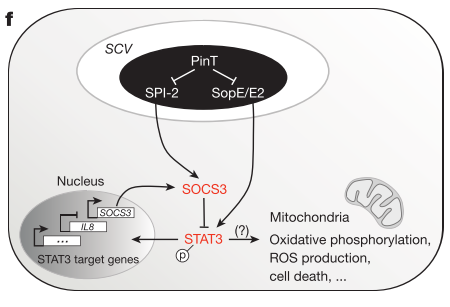 f
SCV
PinT
SPI-2 SopE/E2
Nucleus
SOCS3
SOCS3
IL8
...
STAT3 target genes
STAT3
P
(?)
Mitochondria
Oxidative phosphorylation,
ROS production,
cell death, ...